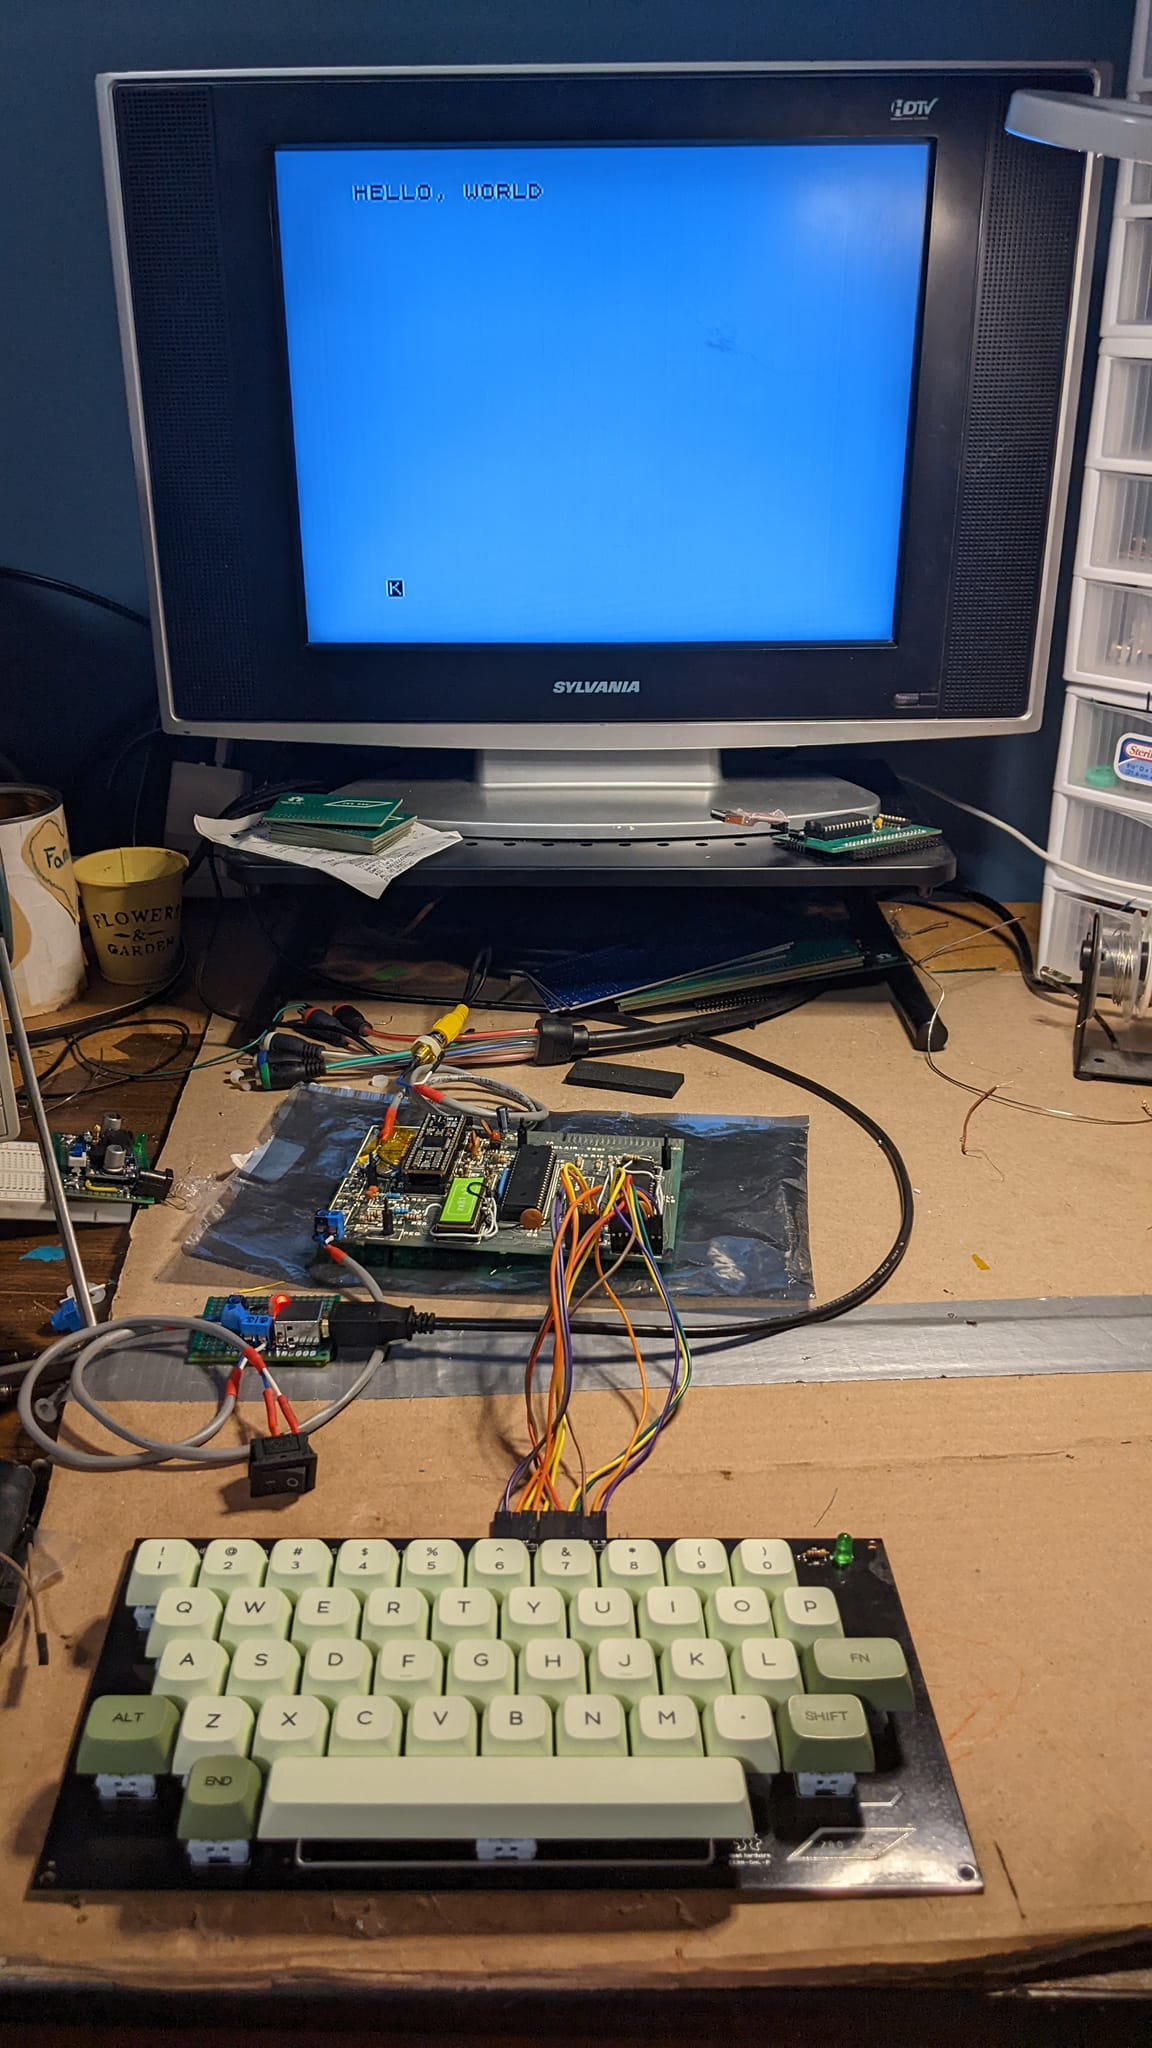 HDTV
HELLO, WORLD
K
SYLVANIA
FLOWERS
&
GARDEN
! @ # $ % ^ & * ( )
1 2 3 4 5 6 7 8 9 0
Q W E R T Y U I O P
A S D F G H J K L FN
ALT Z X C V B N M . SHIFT
END